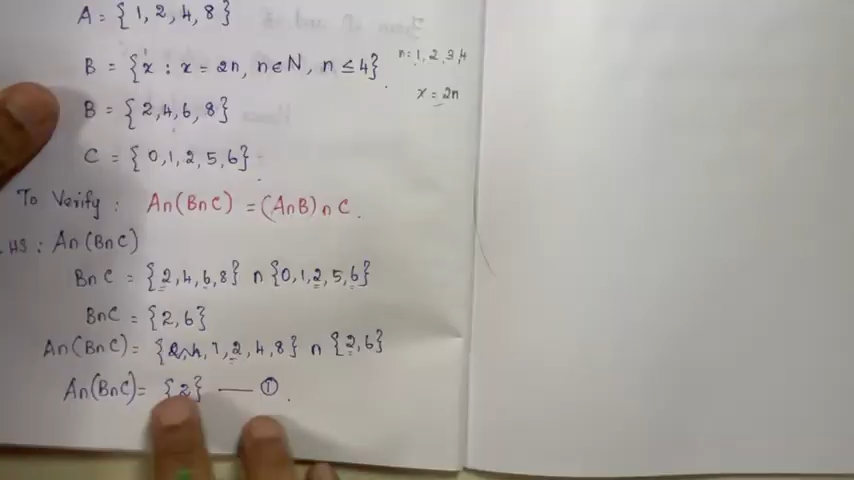 A = {1, 2, 4, 8}
B = {x : x = 2n, n∈N, n ≤ 4}. n = 1, 2, 3, 4
x = 2n
B = {2,4,6,8}
C = {0,1,2,5,6}.
To Verify : A∩(B∩C) = (A∩B)∩C.
HS : A∩(B∩C)
B∩C = {2,4,6,8} ∩ {0,1,2,5,6}
B∩C = {2,6}
A∩(B∩C) = { 1, 2, 4, 8} ∩ {2,6}
A∩(B∩C) = {2} — ①.